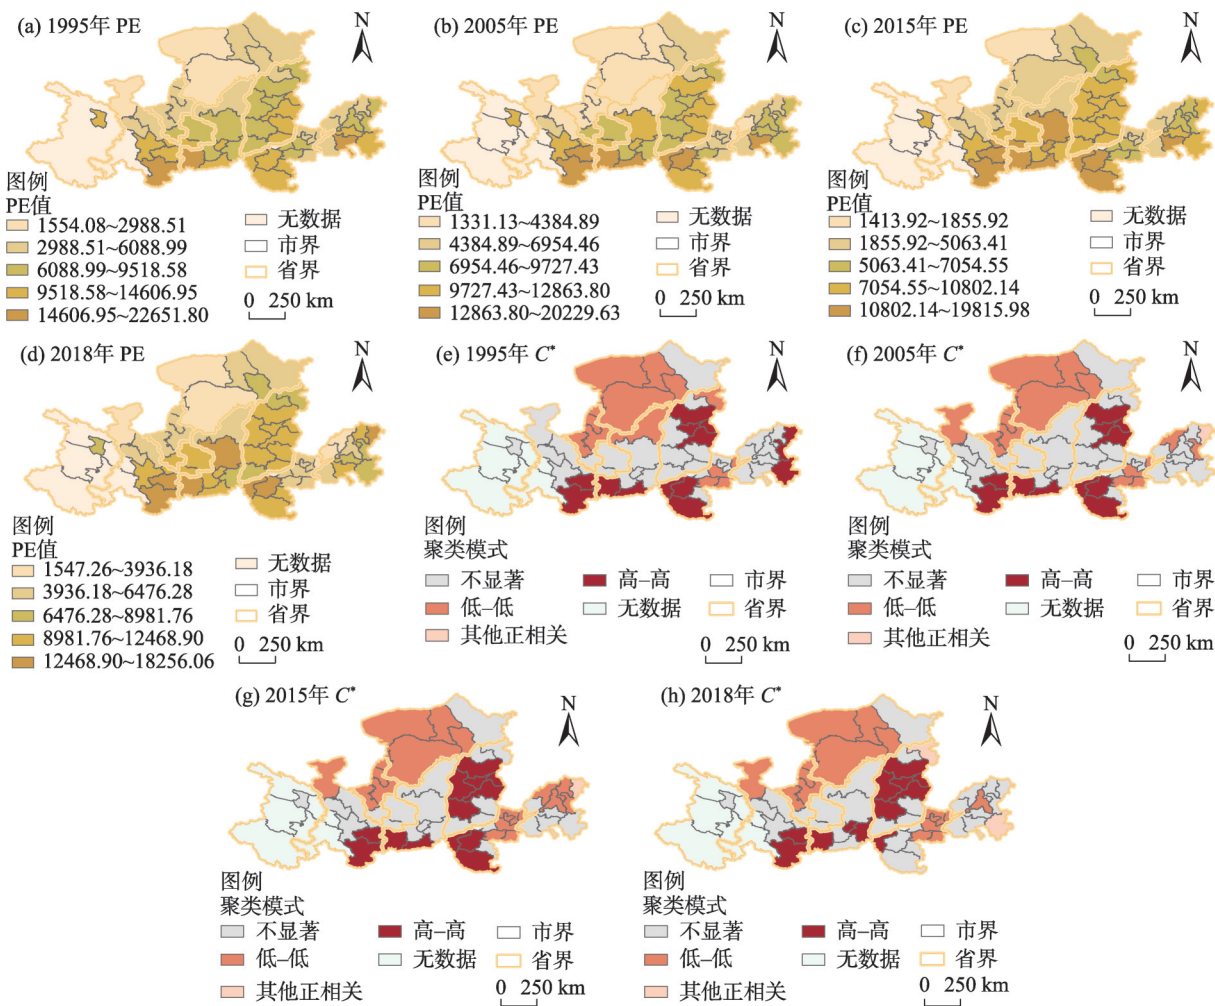 (a) 1995年 PE
N
图例
PE值
1554.08~2988.51
2988.51~6088.99
6088.99~9518.58
9518.58~14606.95
14606.95~22651.80
无数据
市界
省界
0 250 km
(b) 2005年 PE
N
图例
PE值
1331.13~4384.89
4384.89~6954.46
6954.46~9727.43
9727.43~12863.80
12863.80~20229.63
无数据
市界
省界
0 250 km
(c) 2015年 PE
N
图例
PE值
1413.92~1855.92
1855.92~5063.41
5063.41~7054.55
7054.55~10802.14
10802.14~19815.98
无数据
市界
省界
0 250 km
(d) 2018年 PE
N
图例
PE值
1547.26~3936.18
3936.18~6476.28
6476.28~8981.76
8981.76~12468.90
12468.90~18256.06
无数据
市界
省界
0 250 km
(e) 1995年 C*
N
图例
聚类模式
不显著
高–高
市界
低–低
无数据
省界
其他正相关
0 250 km
(f) 2005年 C*
N
图例
聚类模式
不显著
高–高
市界
低–低
无数据
省界
其他正相关
0 250 km
(g) 2015年 C*
N
图例
聚类模式
不显著
高–高
市界
低–低
无数据
省界
其他正相关
0 250 km
(h) 2018年 C*
N
图例
聚类模式
不显著
高–高
市界
低–低
无数据
省界
其他正相关
0 250 km